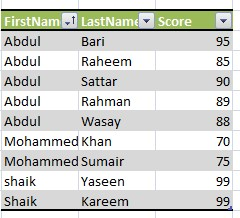 FirstNam LastName Score
Abdul Bari 95
Abdul Raheem 85
Abdul Sattar 90
Abdul Rahman 89
Abdul Wasay 88
Mohammed Khan 70
Mohammed Sumair 75
shaik Yaseen 99
Shaik Kareem 99